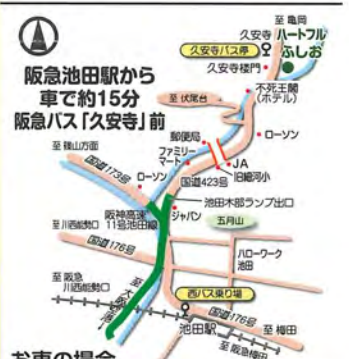 至 亀岡
久安寺
ハートフル
ふしお
久安寺バス停
久安寺楼門
阪急池田駅から
車で約15分
阪急バス「久安寺」前
至 伏尾台
不死王閣
(ホテル)
郵便局
ローソン
ファミリー
マート
至 篠山方面
国道173号
JA
旧細河小
ローソン
国道423号
池田木部ランプ出口
至 川西能勢口
阪神高速
11号池田線
ジャパン
五月山
国道176号
ハローワーク
池田
至 阪急
川西能勢口
西バス乗り場
国道176号
池田駅
至 梅田
至 阪急梅田
お車の場合